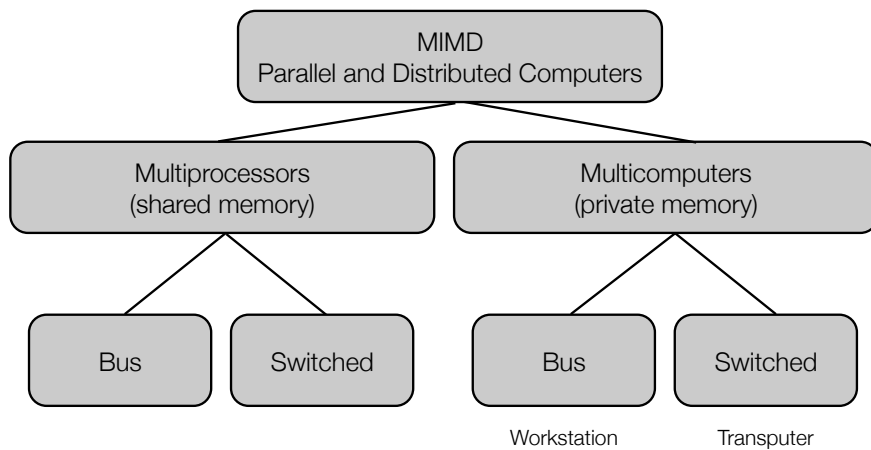 MIMD
Parallel and Distributed Computers
Multiprocessors
(shared memory)
Multicomputers
(private memory)
Bus
Switched
Bus
Switched
Workstation
Transputer